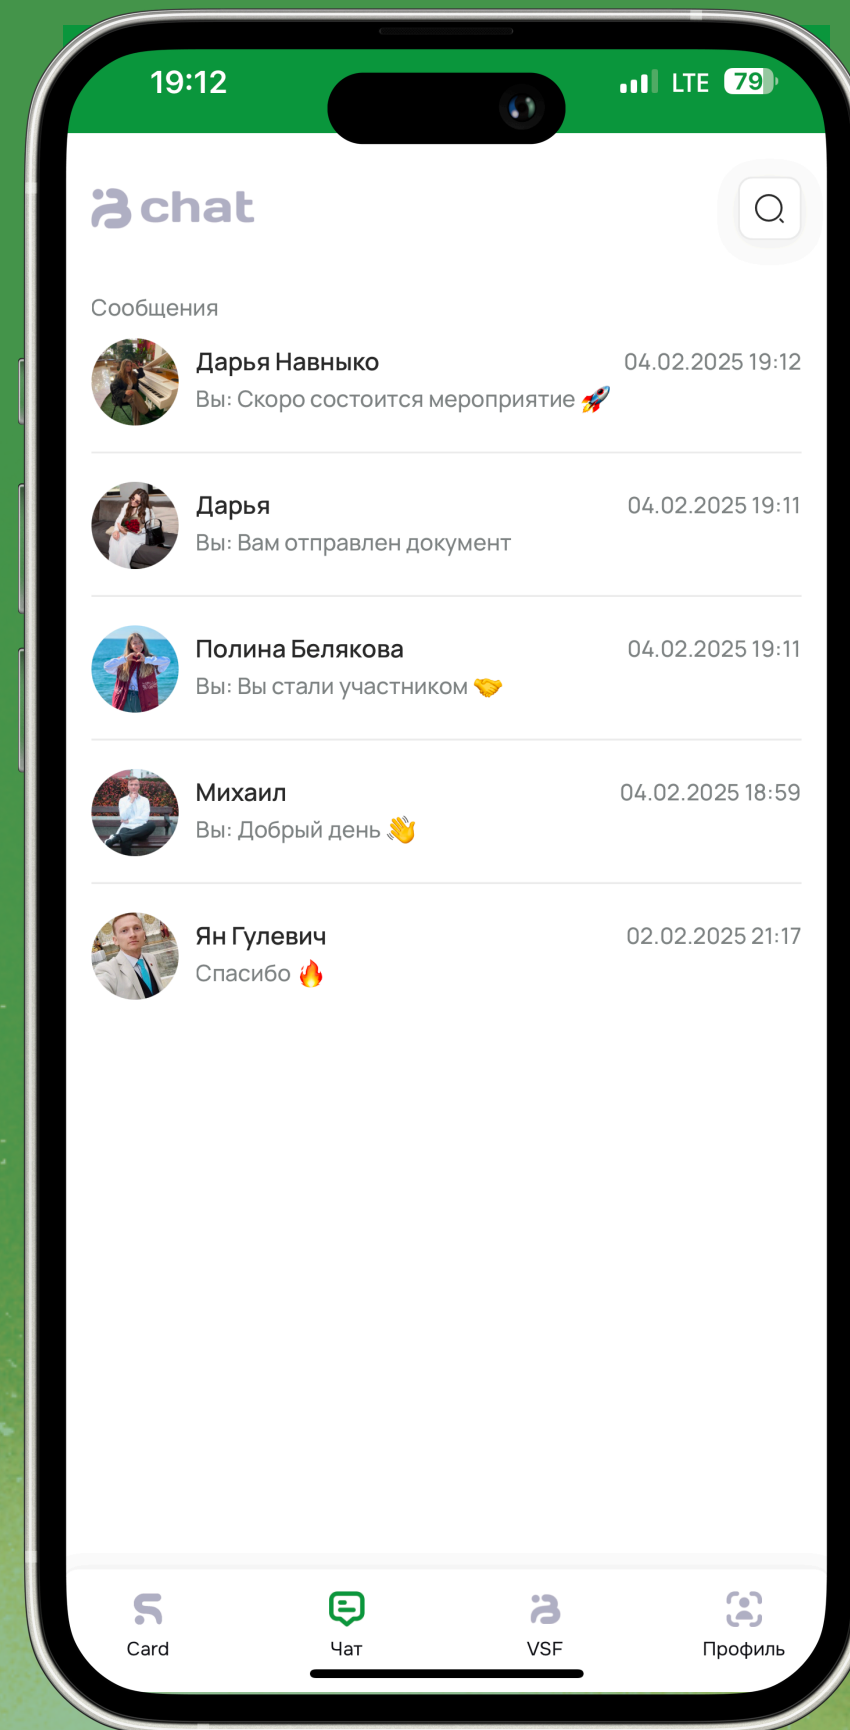 19:12
LTE 79
chat
Сообщения
Дарья Навныко 04.02.2025 19:12
Вы: Скоро состоится мероприятие 🚀
Дарья 04.02.2025 19:11
Вы: Вам отправлен документ
Полина Белякова 04.02.2025 19:11
Вы: Вы стали участником 🤝
Михаил 04.02.2025 18:59
Вы: Добрый день 👋
Ян Гулевич 02.02.2025 21:17
Спасибо 🔥
Card Чат VSF Профиль